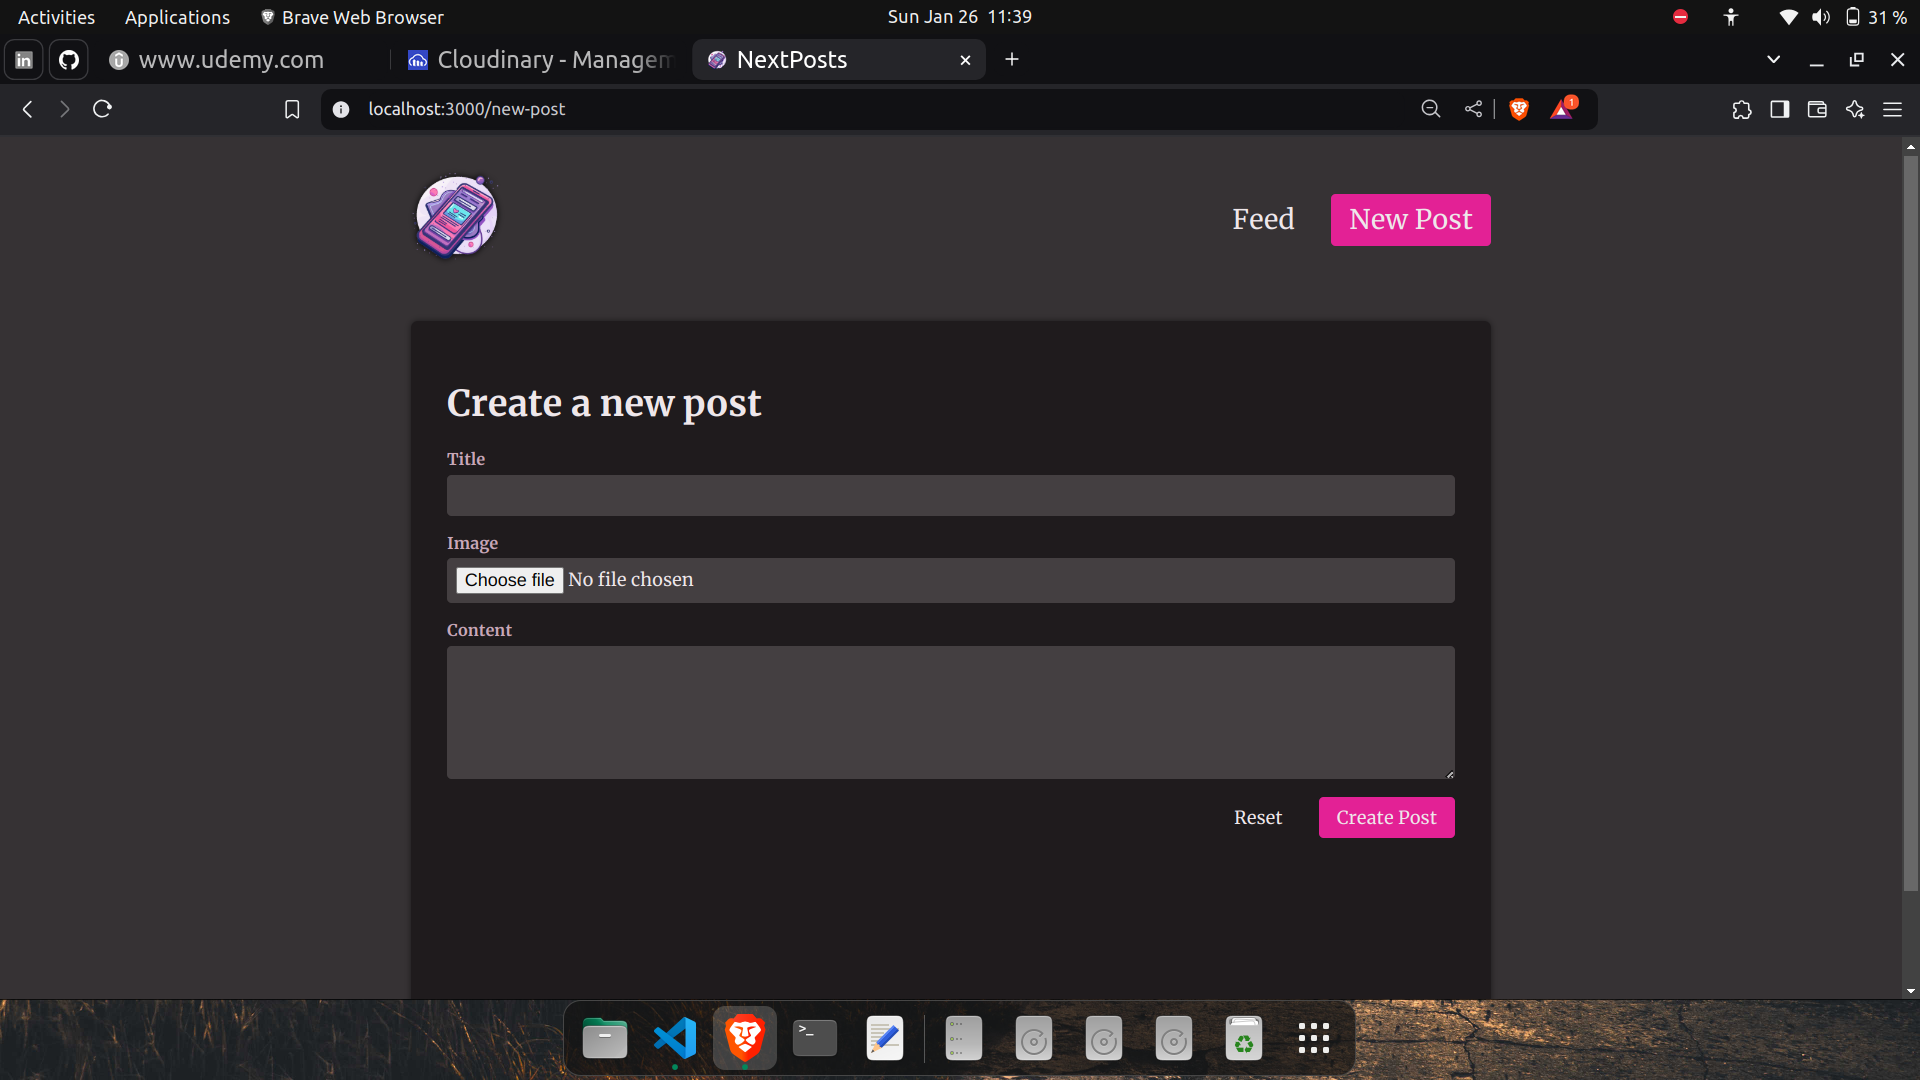 Activities Applications Brave Web Browser Sun Jan 26 11:39 31 %
www.udemy.com Cloudinary - Managem NextPosts
localhost:3000/new-post 1
Feed New Post
Create a new post
Title
Image
Choose file No file chosen
Content
Reset Create Post